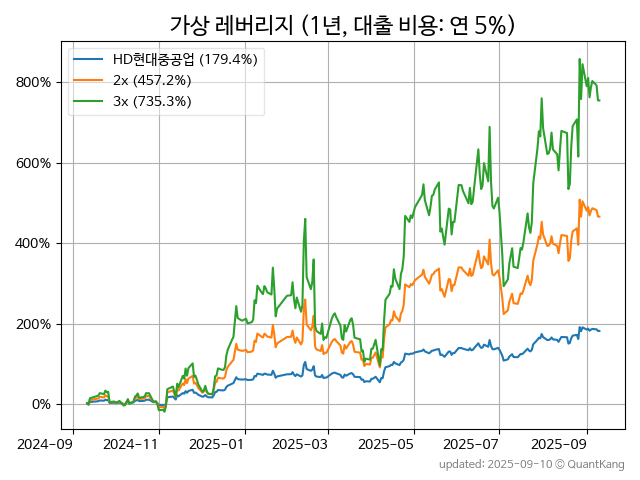 가상 레버리지 (1년, 대출 비용: 연 5%)
HD현대중공업 (179.4%)
2x (457.2%)
3x (735.3%)
800%
600%
400%
200%
0%
2024-09
2024-11
2025-01
2025-03
2025-05
2025-07
2025-09
updated: 2025-09-10 © QuantKang